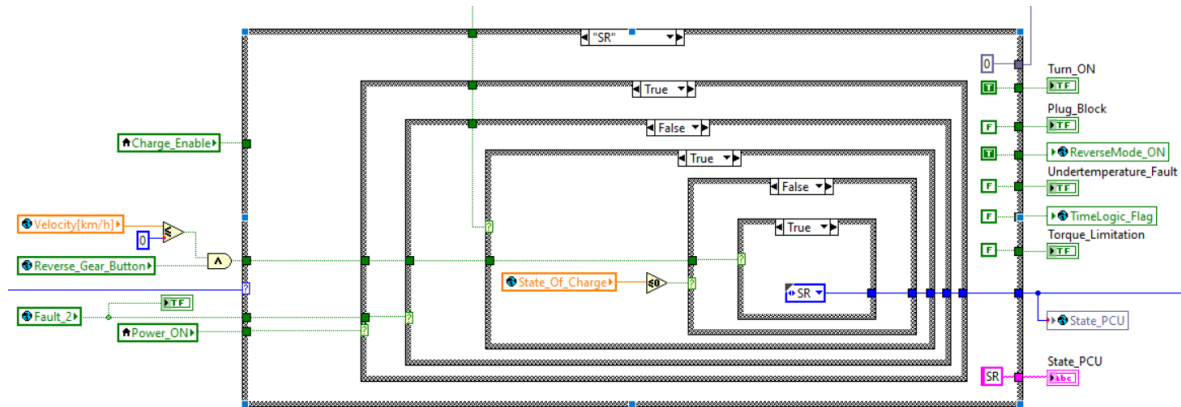 "SR"
0
Turn_ON
True
T
TF
Plug_Block
False
F
TF
Charge_Enable
True
T
ReverseMode_ON
Undertemperature_Fault
False
F
TF
Velocity[km/h]
≤
0
True
F
TimeLogic_Flag
Torque_Limitation
Reverse_Gear_Button
∧
F
TF
?
State_Of_Charge
≤0
?
?
?
SR
TF
Fault_2
?
State_PCU
Power_ON
?
State_PCU
SR
abc